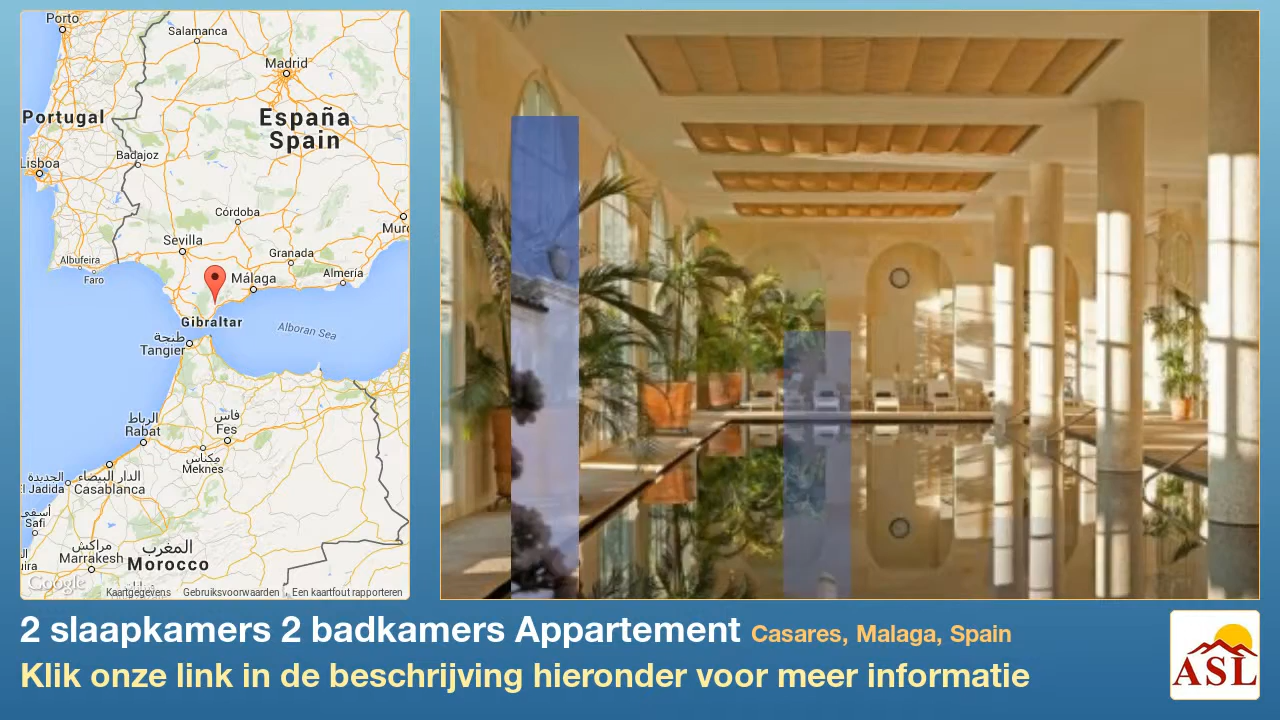 Porto
Salamanca
Madrid
España
Spain
Portugal
Badajoz
Lisboa
Córdoba
Sevilla
Granada
Albufeira
Faro
Málaga
Almería
Gibraltar
Alboran Sea
طنجة
Tangier
الرباط
Rabat
فاس
Fes
مكناس
Meknes
الجديدة
El Jadida
الدار البيضاء
Casablanca
Safi
مراكش
Marrakesh
المغرب
Morocco
Google
Kaartgegevens Gebruiksvoorwaarden Een kaartfout rapporteren
2 slaapkamers 2 badkamers Appartement Casares, Malaga, Spain
Klik onze link in de beschrijving hieronder voor meer informatie
ASL